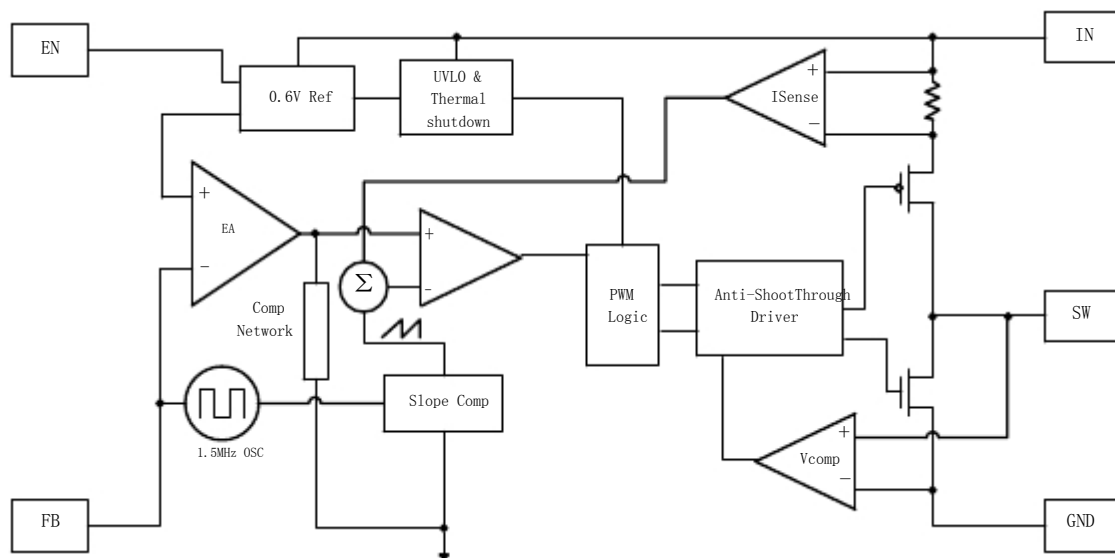 EN
IN
0.6V Ref
UVLO &
Thermal
shutdown
+
ISense
−
+
EA
−
+
-
Σ
Comp
Network
PWM
Logic
Anti-ShootThrough
Driver
SW
Slope Comp
1.5MHz OSC
+
Vcomp
−
FB
GND